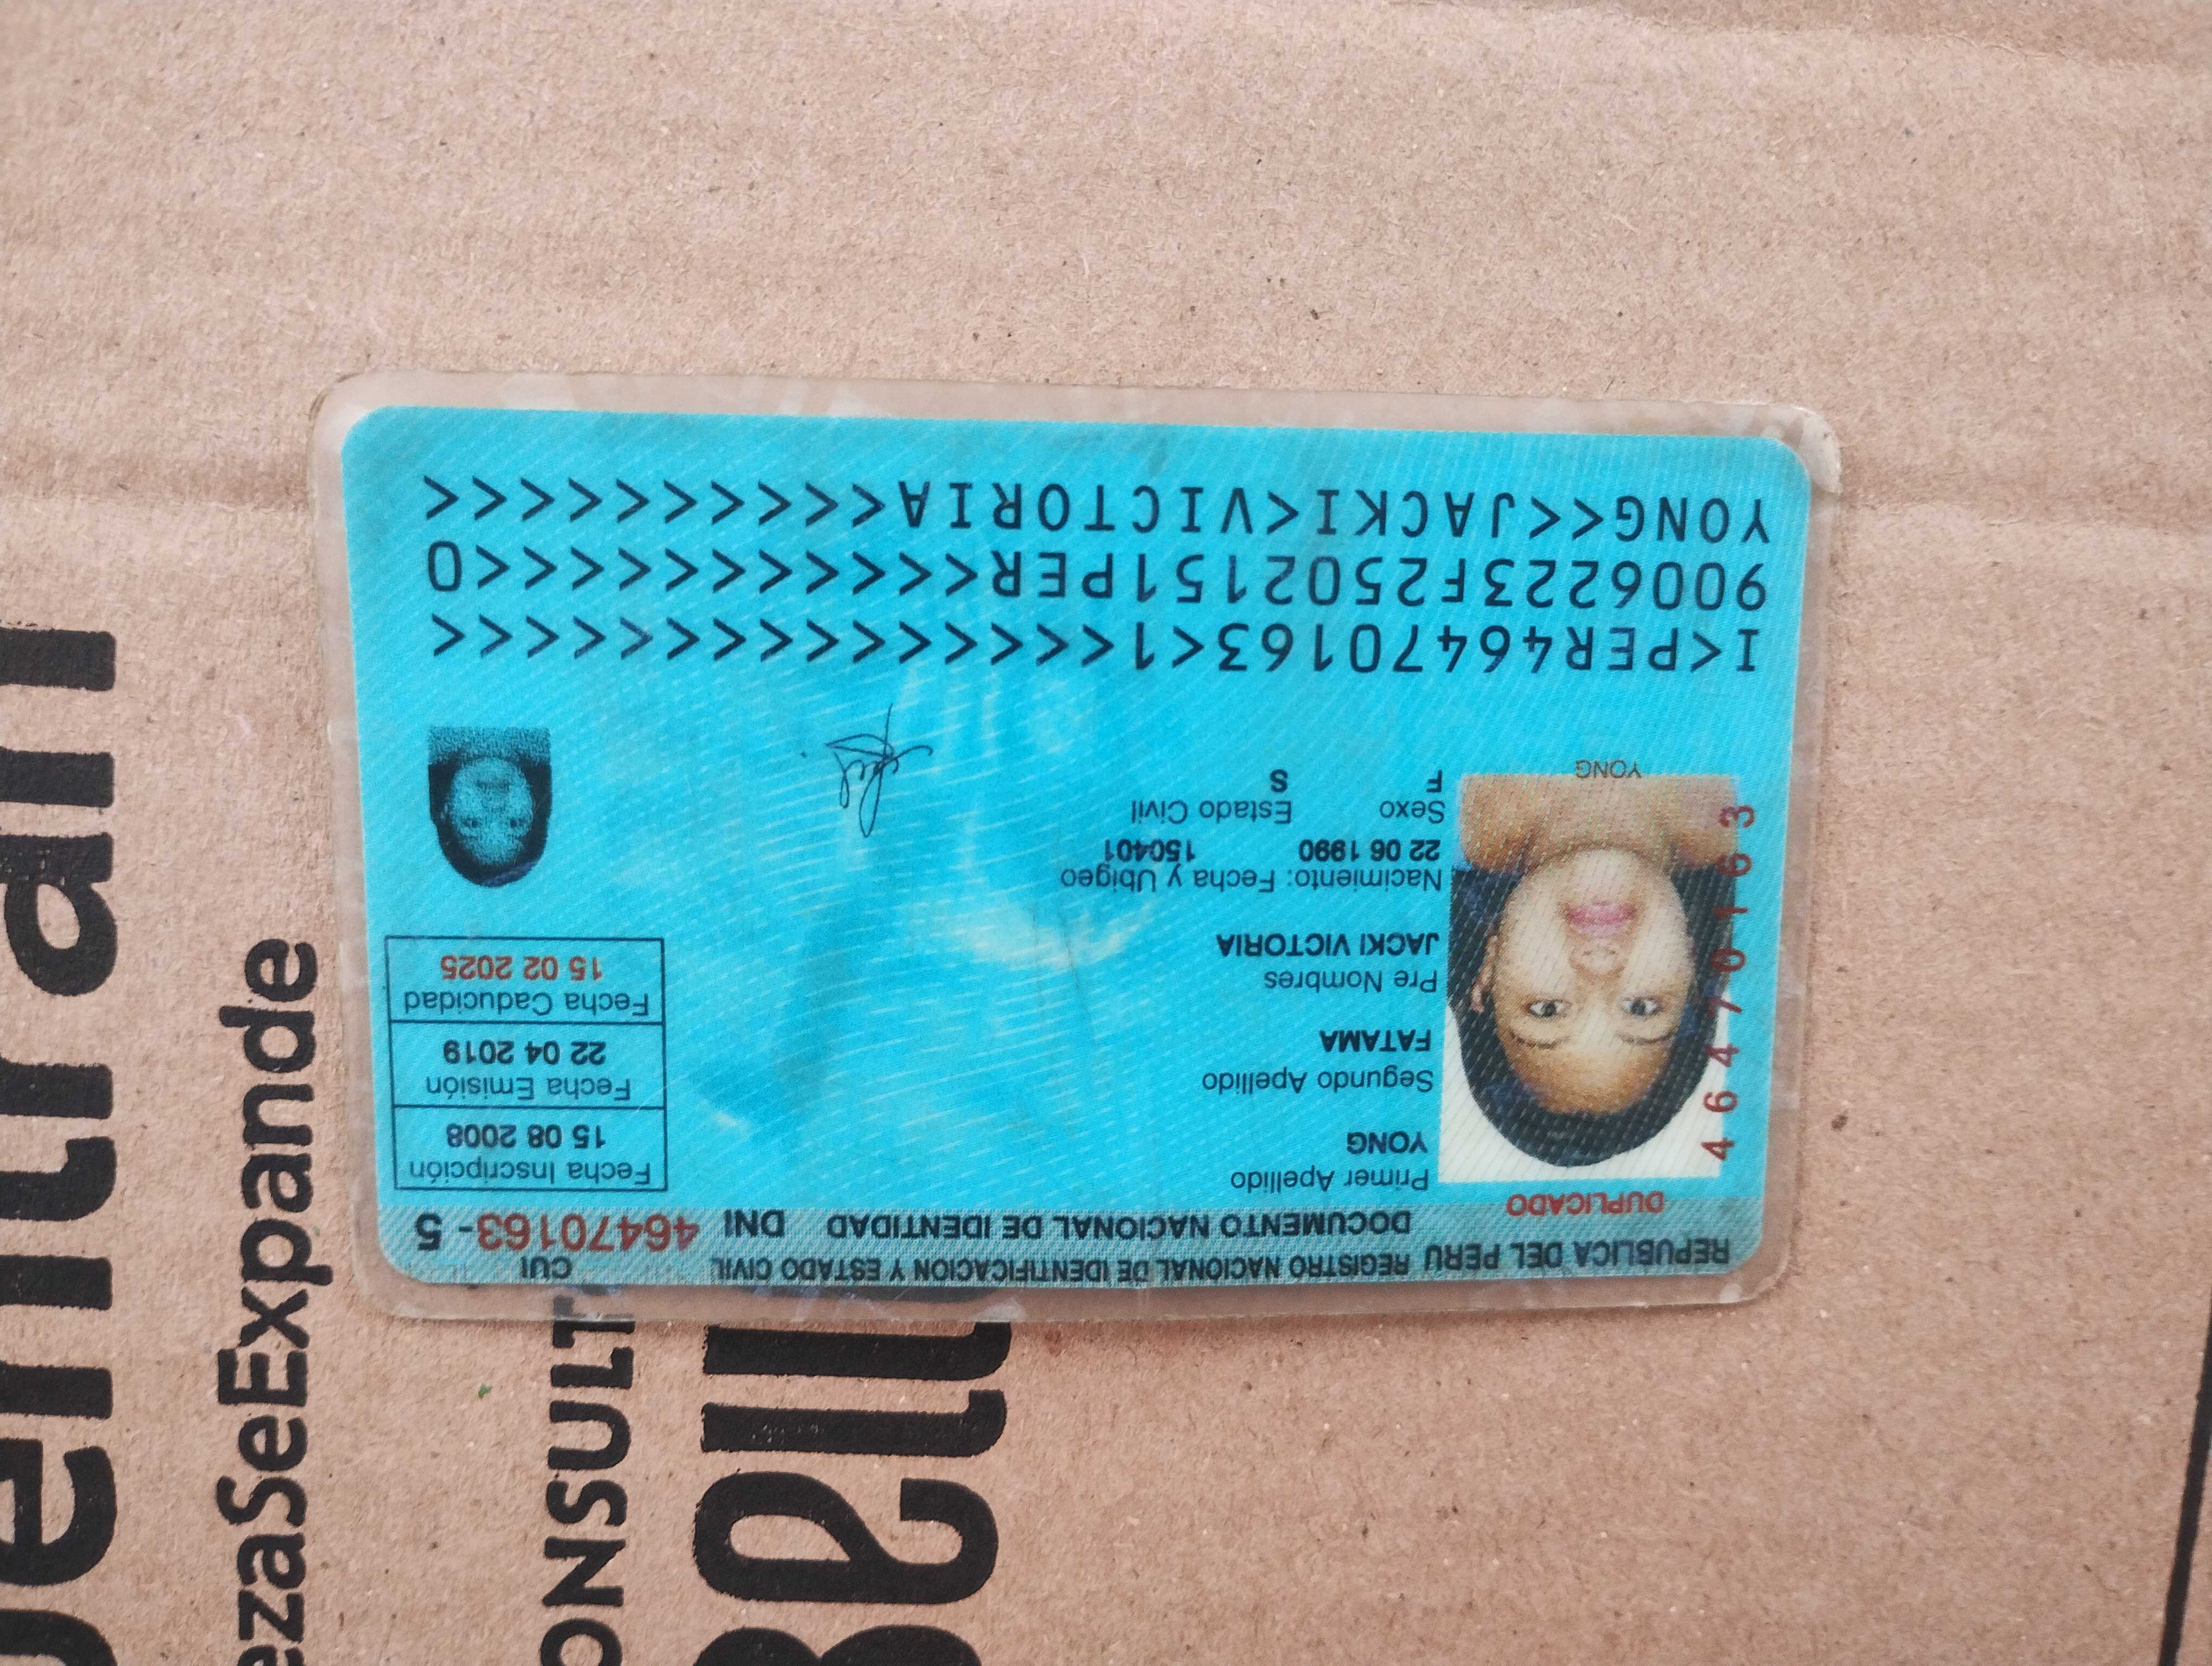 REPUBLICA DEL PERU REGISTRO NACIONAL DE IDENTIFICACION Y ESTADO CIVIL CUI
DUPLICADO DOCUMENTO NACIONAL DE IDENTIDAD DNI 46470163-5
Primer Apellido
YONG
Segundo Apellido
FATAMA
Pre Nombres
JACKI VICTORIA
Nacimiento: Fecha y Ubigeo
22 06 1990 150401
Sexo Estado Civil
F S
Fecha Inscripción
15 08 2008
Fecha Emisión
22 04 2019
Fecha Caducidad
15 02 2025
46470163
YONG
I<PER46470163<1<<<<<<<<<<<<<<<
9006223F2502151PER<<<<<<<<<<<0
YONG<<JACKI<VICTORIA<<<<<<<<<<
ezaSeExpande
ONSULT